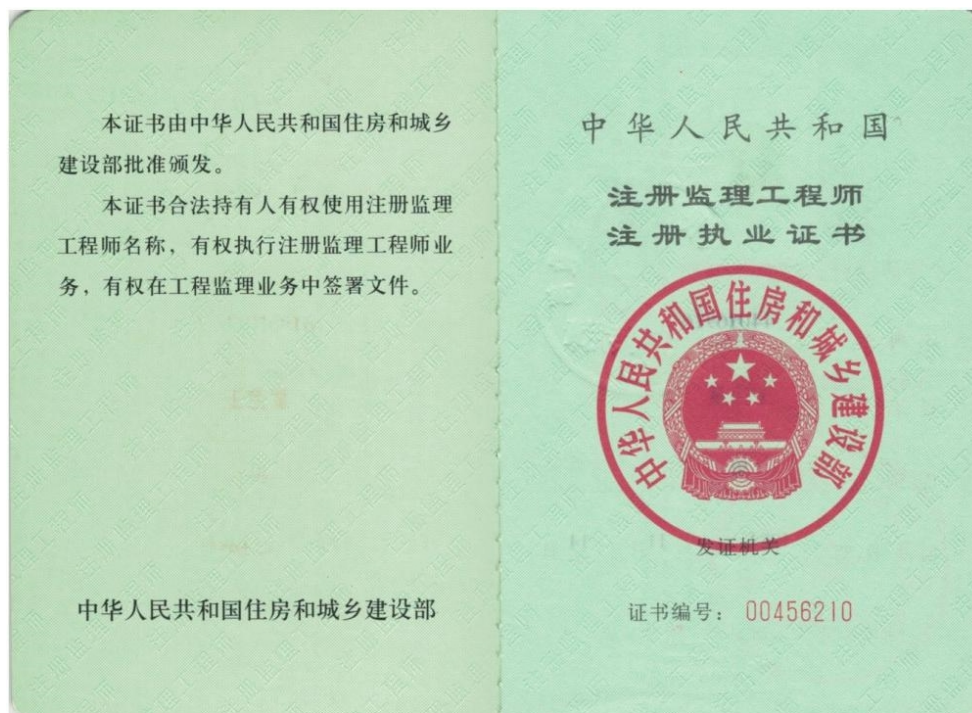 本证书由中华人民共和国住房和城乡
建设部批准颁发。
本证书合法持有人有权使用注册监理
工程师名称，有权执行注册监理工程师业
务，有权在工程监理业务中签署文件。
中华人民共和国住房和城乡建设部
中华人民共和国
注册监理工程师
注册执业证书
中华人民共和国住房和城乡建设部
发证机关
证书编号：00456210